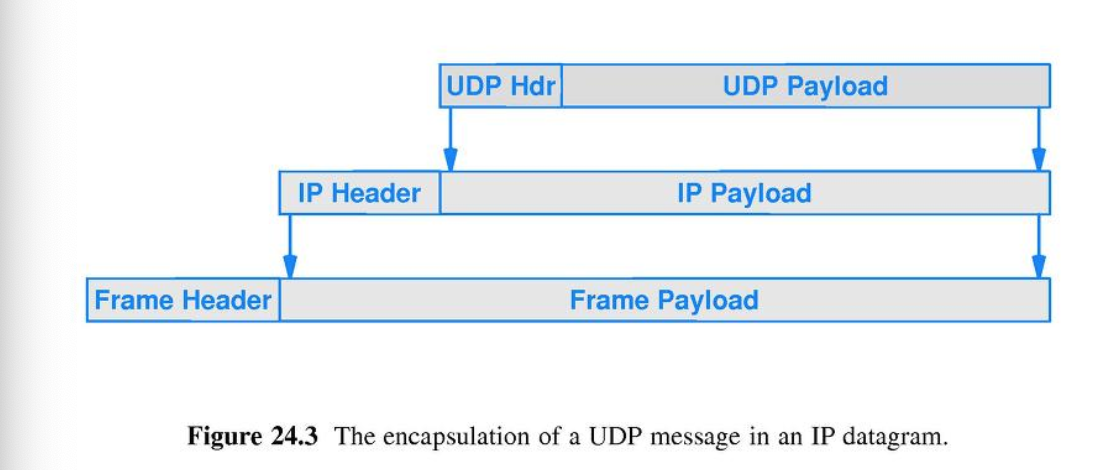 UDP Hdr UDP Payload
IP Header IP Payload
Frame Header Frame Payload
Figure 24.3 The encapsulation of a UDP message in an IP datagram.